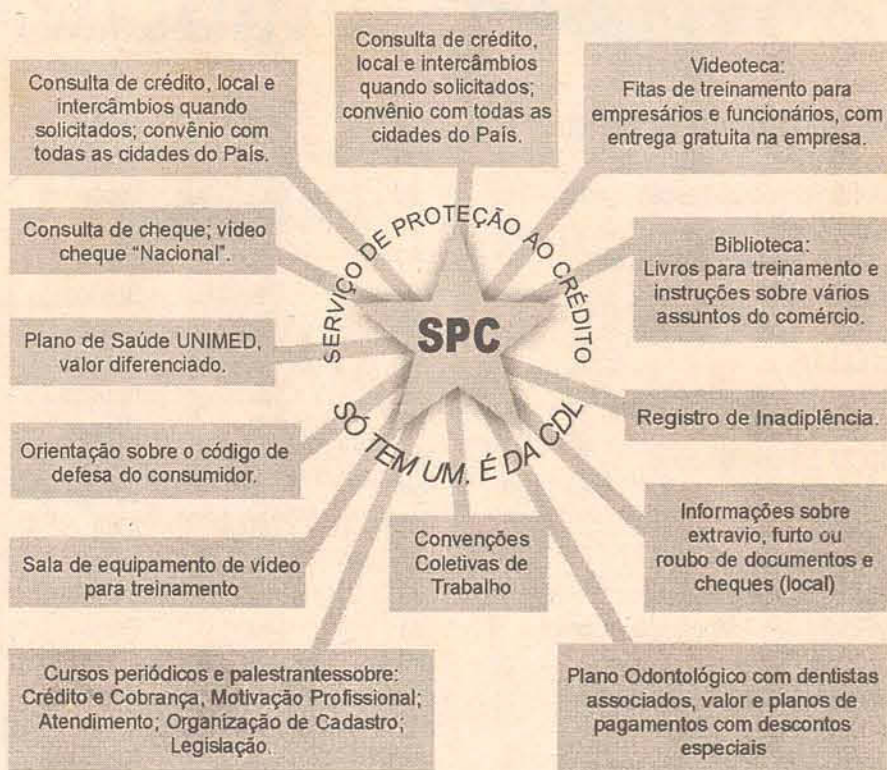 Consulta de crédito, local e
intercâmbios quando
solicitados; convênio com
todas as cidades do País.
Consulta de crédito,
local e intercâmbios
quando solicitados;
convênio com todas as
cidades do País.
Videoteca:
Fitas de treinamento para
empresários e funcionários, com
entrega gratuita na empresa.
Consulta de cheque; vídeo
cheque "Nacional".
Biblioteca:
Livros para treinamento e
instruções sobre vários
assuntos do comércio.
SERVIÇO DE PROTEÇÃO AO CRÉDITO
SPC
SÓ TEM UM. É DA CDL
Plano de Saúde UNIMED,
valor diferenciado.
Registro de Inadiplência.
Orientação sobre o código de
defesa do consumidor.
Informações sobre
extravio, furto ou
roubo de documentos e
cheques (local)
Sala de equipamento de vídeo
para treinamento
Convenções
Coletivas de
Trabalho
Cursos periódicos e palestrantessobre:
Crédito e Cobrança, Motivação Profissional;
Atendimento; Organização de Cadastro;
Legislação.
Plano Odontológico com dentistas
associados, valor e planos de
pagamentos com descontos
especiais